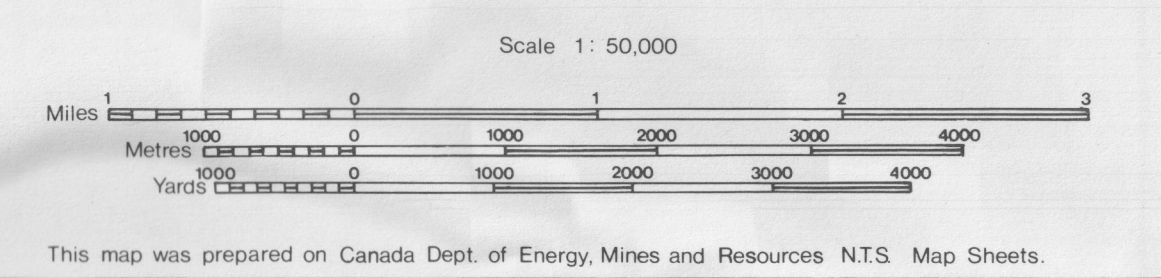 Scale 1: 50,000
1 0 1 2 3
Miles
1000 0 1000 2000 3000 4000
Metres
1000 0 1000 2000 3000 4000
Yards
This map was prepared on Canada Dept. of Energy, Mines and Resources N.T.S. Map Sheets.